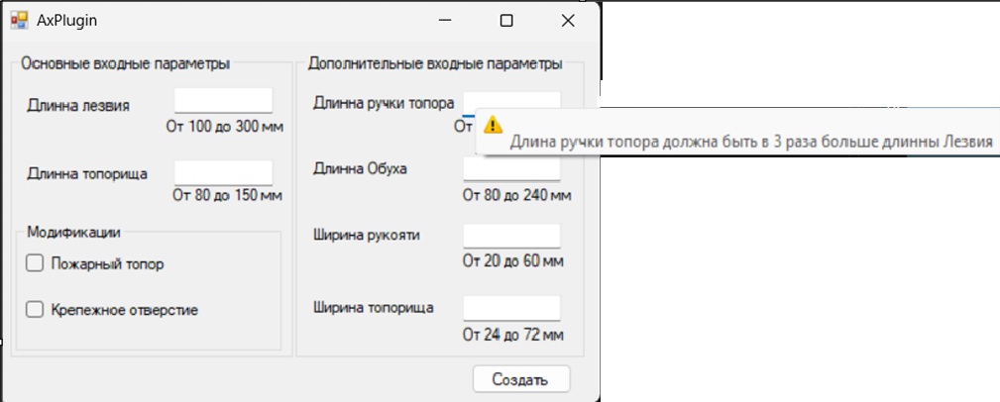 AxPlugin
Основные входные параметры
Длинна лезвия
От 100 до 300 мм
Длинна топорища
От 80 до 150 мм
Модификации
Пожарный топор
Крепежное отверстие
Дополнительные входные параметры
Длинна ручки топора
От
Длина ручки топора должна быть в 3 раза больше длинны Лезвия
Длинна Обуха
От 80 до 240 мм
Ширина рукояти
От 20 до 60 мм
Ширина топорища
От 24 до 72 мм
Создать